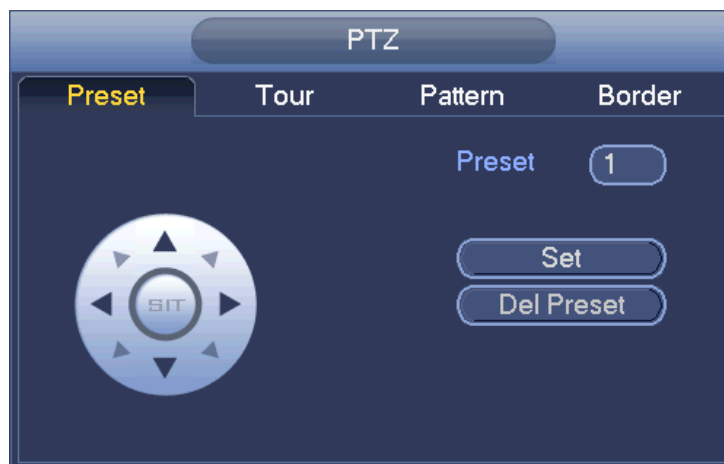 PTZ
Preset Tour Pattern Border
Preset 1
Set
SIT
Del Preset